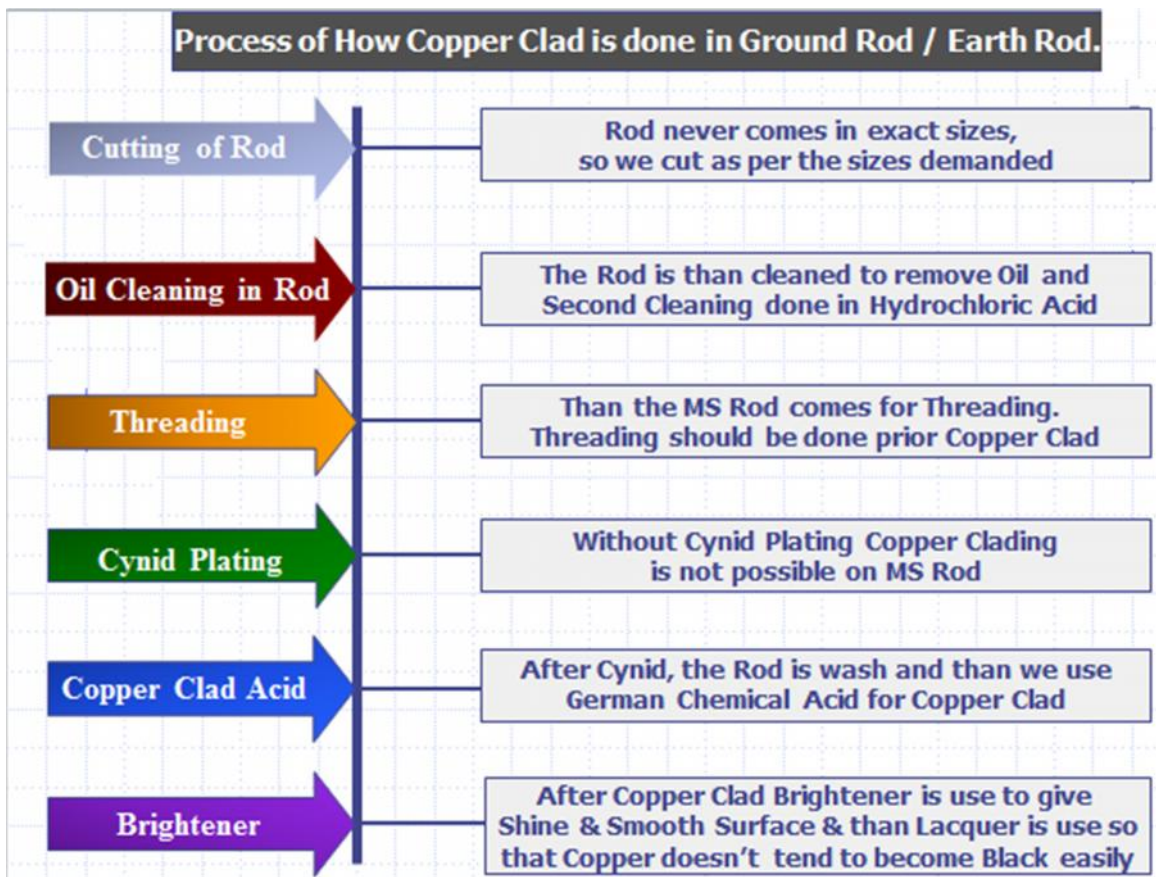 Process of How Copper Clad is done in Ground Rod / Earth Rod.
Cutting of Rod
Rod never comes in exact sizes,
so we cut as per the sizes demanded
Oil Cleaning in Rod
The Rod is than cleaned to remove Oil and
Second Cleaning done in Hydrochloric Acid
Threading
Than the MS Rod comes for Threading.
Threading should be done prior Copper Clad
Cynid Plating
Without Cynid Plating Copper Clading
is not possible on MS Rod
Copper Clad Acid
After Cynid, the Rod is wash and than we use
German Chemical Acid for Copper Clad
Brightener
After Copper Clad Brightener is use to give
Shine & Smooth Surface & than Lacquer is use so
that Copper doesn't tend to become Black easily